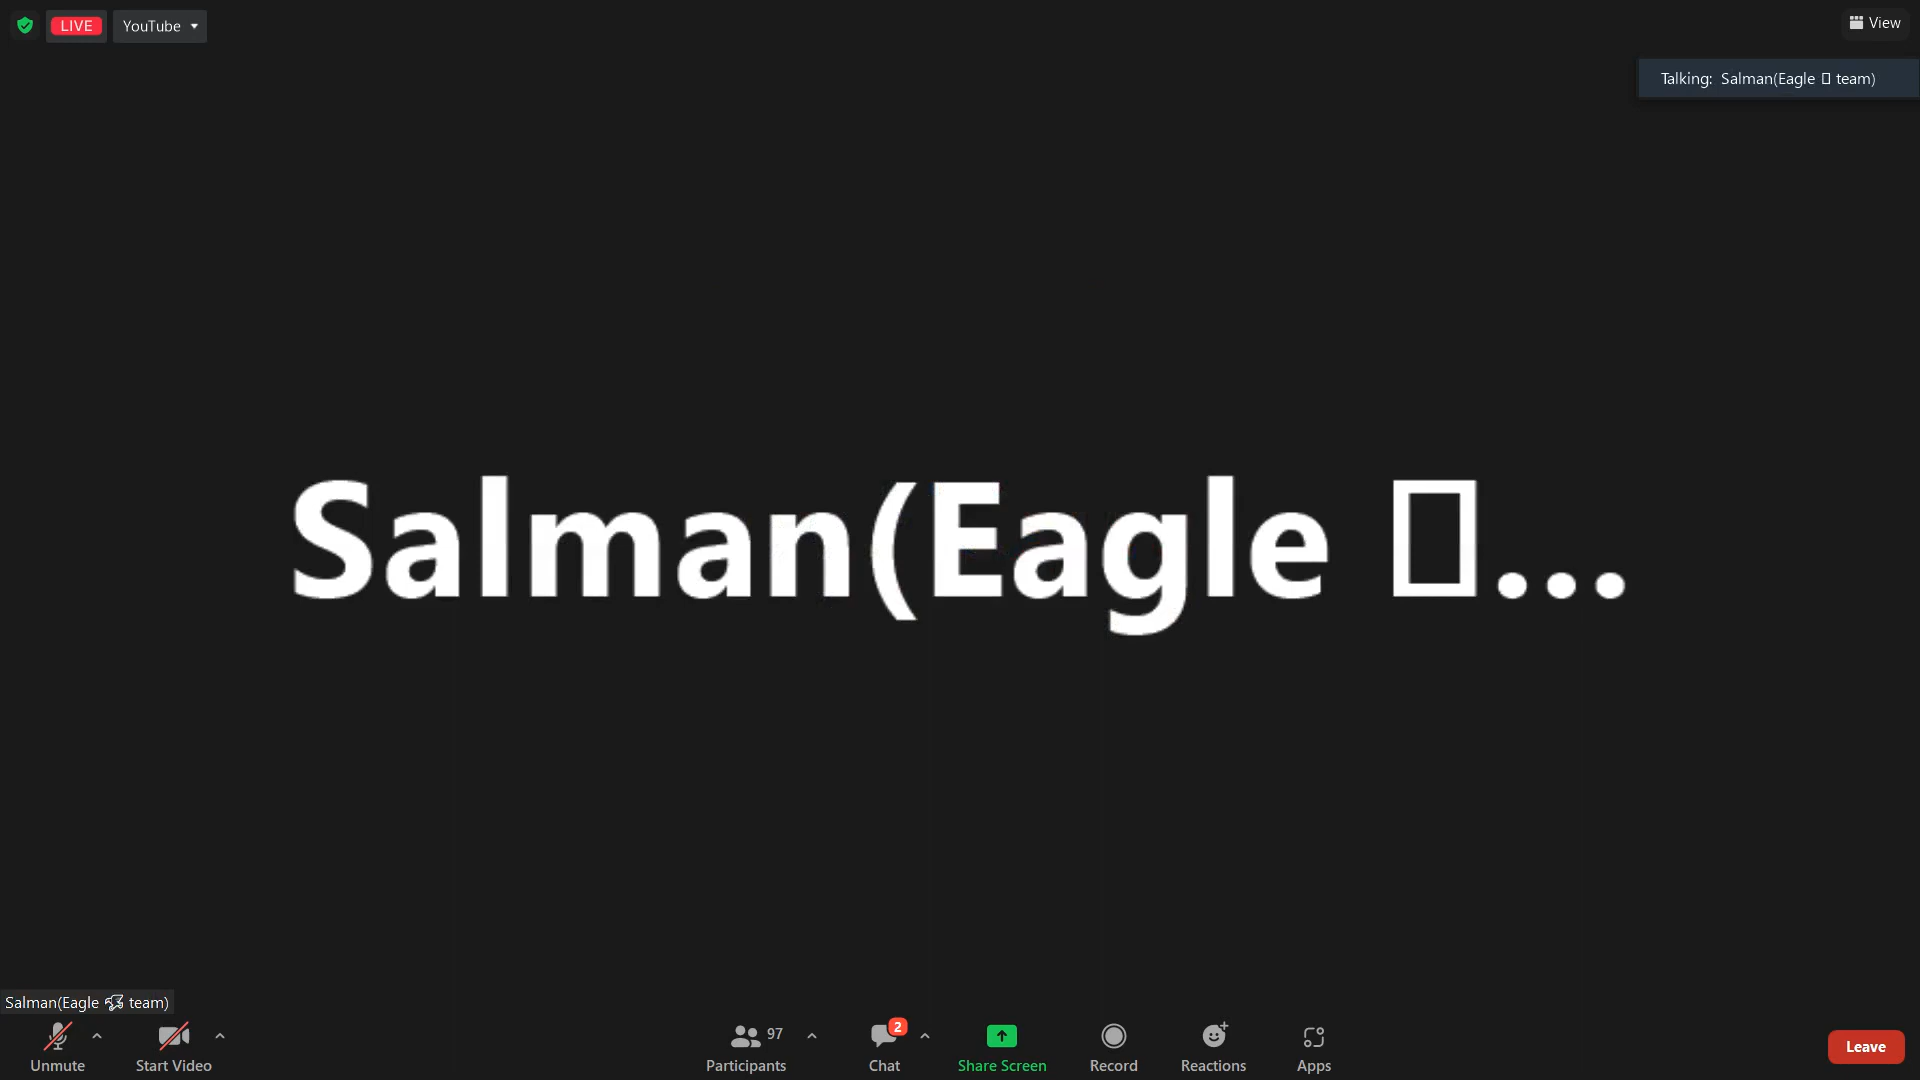 LIVE
YouTube
View
Talking: Salman(Eagle 🦅 team)
Salman(Eagle ▯...
Salman(Eagle 🦅 team)
97
2
Unmute
Start Video
Participants
Chat
Share Screen
Record
Reactions
Apps
Leave